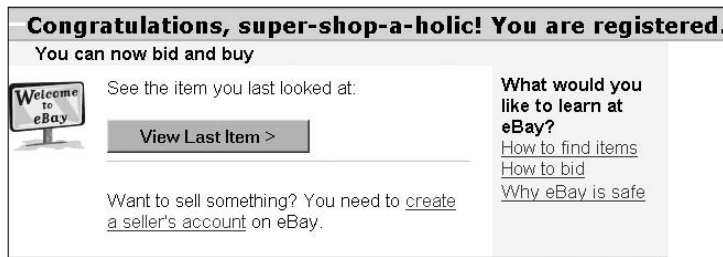 Congratulations, super-shop-a-holic! You are registered.
You can now bid and buy
Welcome
to
eBay
See the item you last looked at:
View Last Item >
Want to sell something? You need to create
a seller's account on eBay.
What would you
like to learn at
eBay?
How to find items
How to bid
Why eBay is safe